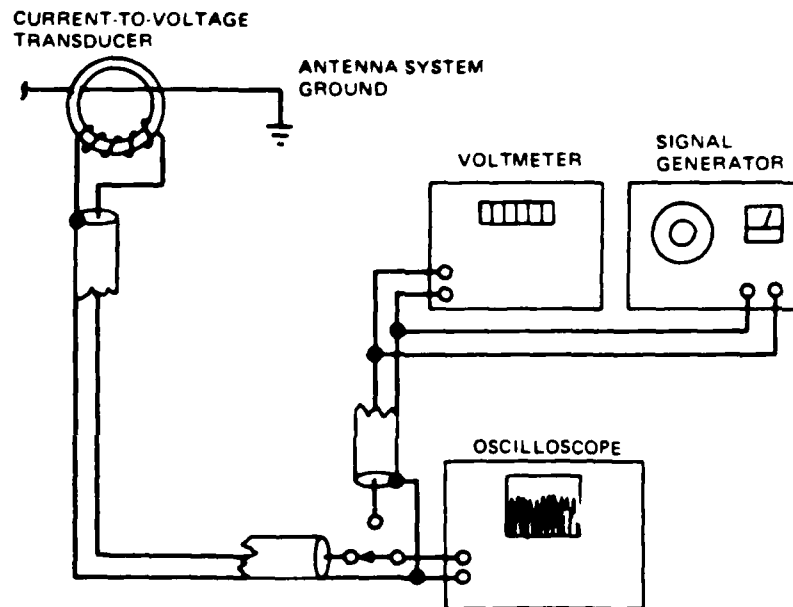 CURRENT-TO-VOLTAGE
TRANSDUCER
ANTENNA SYSTEM
GROUND
VOLTMETER
SIGNAL
GENERATOR
OSCILLOSCOPE